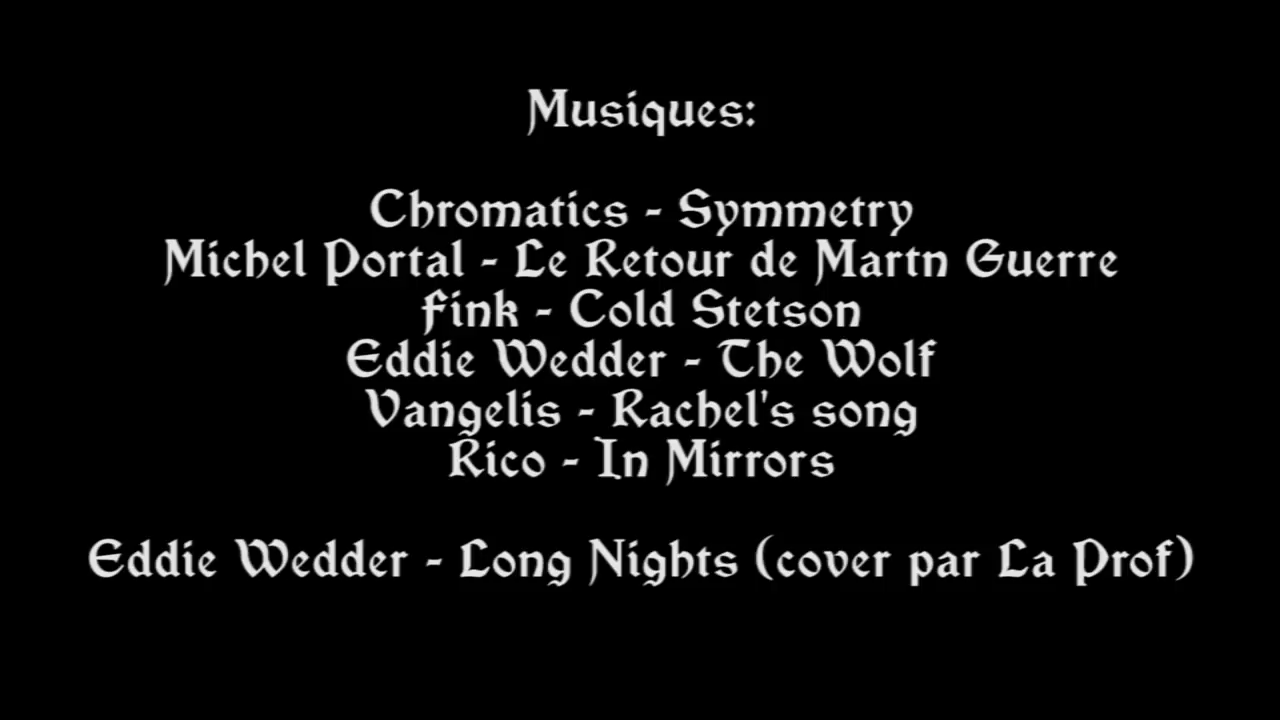 Musiques:
Chromatics - Symmetry
Michel Portal - Le Retour de Martn Guerre
Fink - Cold Stetson
Eddie Wedder - The Wolf
Vangelis - Rachel's song
Rico - In Mirrors
Eddie Wedder - Long Nights (cover par La Prof)